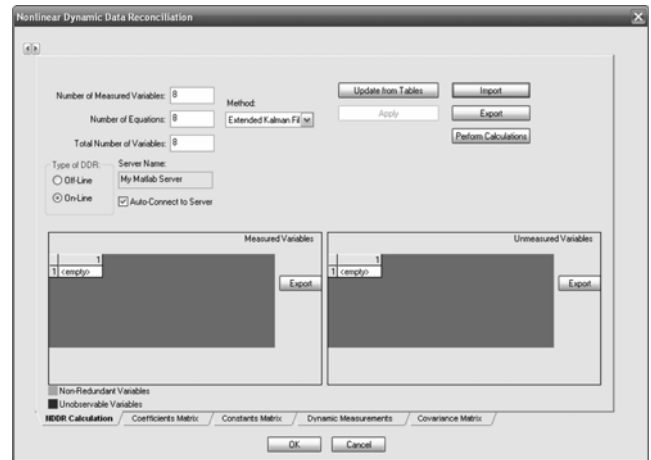 Nonlinear Dynamic Data Reconciliation
Number of Measured Variables: 8
Number of Equations: 8
Total Number of Variables: 8
Method:
Extended Kalman Fil
Update from Tables
Import
Apply
Export
Perform Calculations
Type of DDR:
Off-Line
On-Line
Server Name:
My Matlab Server
Auto-Connect to Server
Measured Variables
1
1 <empty>
Export
Unmeasured Variables
1
1 <empty>
Export
Non-Redundant Variables
Unobservable Variables
NDDR Calculation
Coefficients Matrix
Constants Matrix
Dynamic Measurements
Covariance Matrix
OK
Cancel